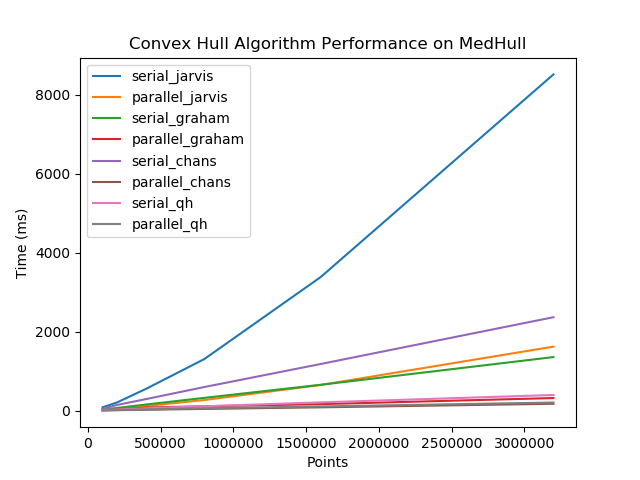 Convex Hull Algorithm Performance on MedHull
serial_jarvis
parallel_jarvis
serial_graham
parallel_graham
serial_chans
parallel_chans
serial_qh
parallel_qh
Time (ms)
8000
6000
4000
2000
0
0 500000 1000000 1500000 2000000 2500000 3000000
Points